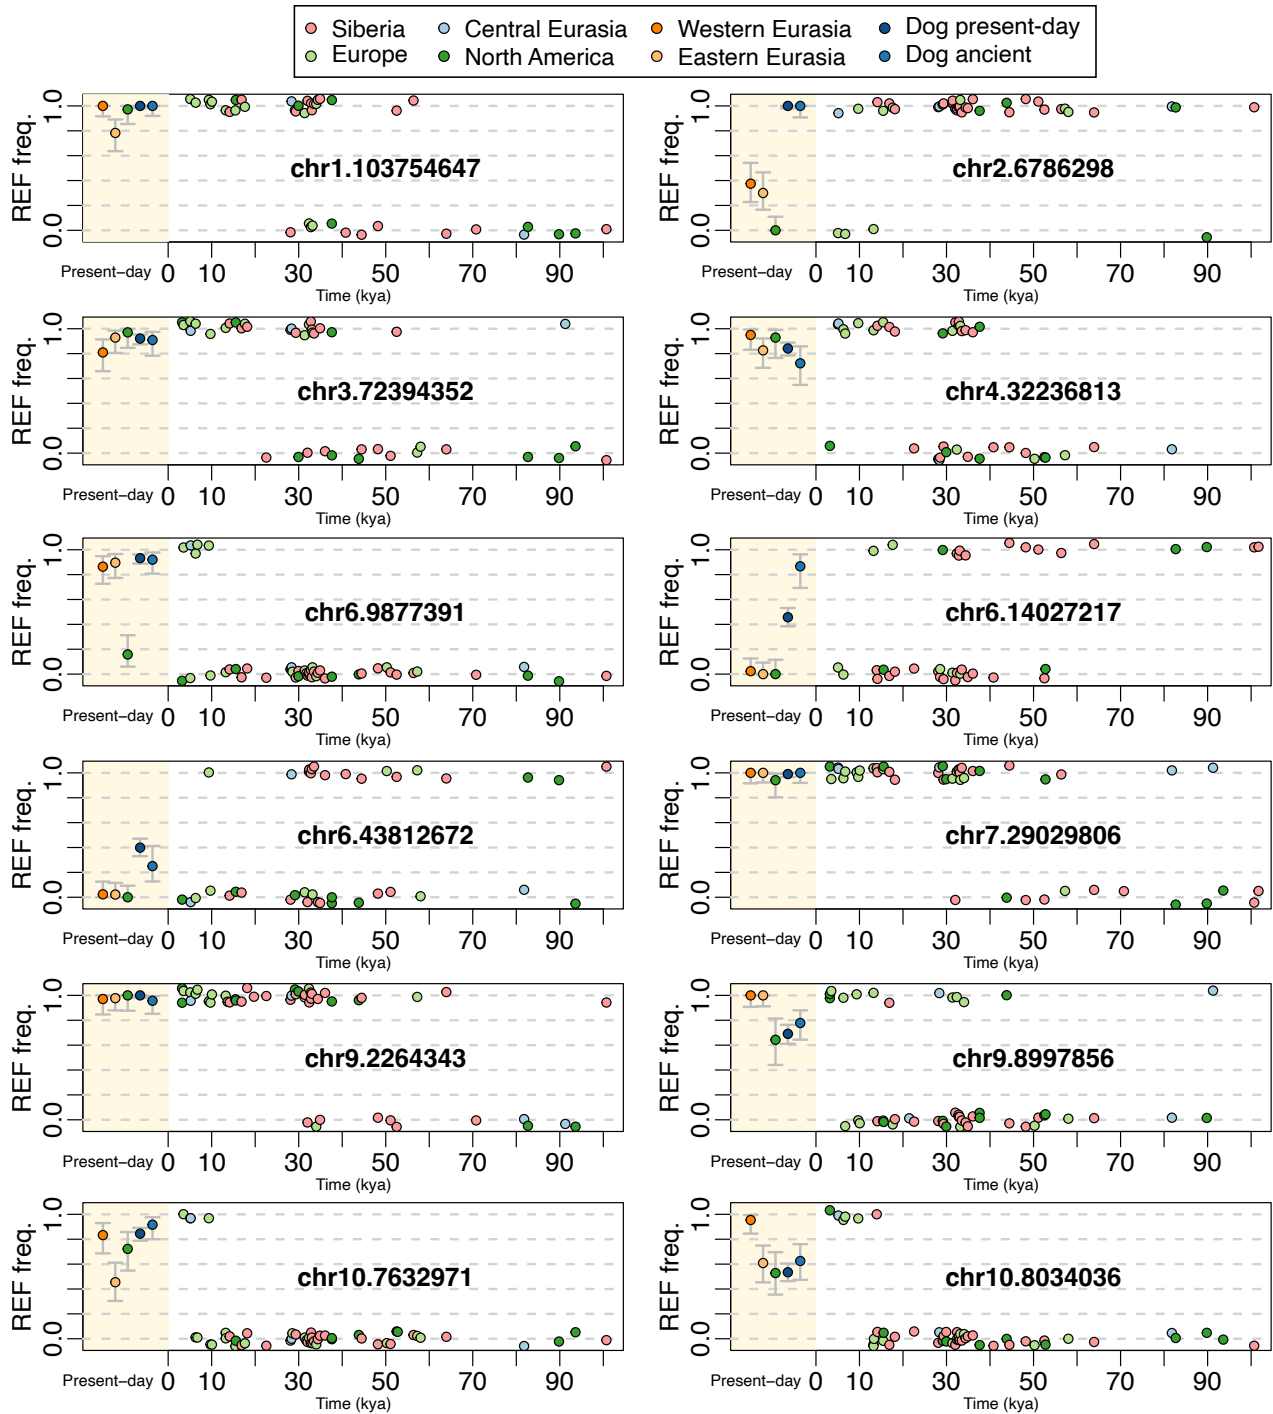 Siberia Central Eurasia Western Eurasia Dog present-day
Europe North America Eastern Eurasia Dog ancient
REF freq.
1.0
0.0
chr1.103754647
Present-day 0 10 30 50 70 90
Time (kya)
REF freq.
1.0
0.0
chr2.6786298
Present-day 0 10 30 50 70 90
Time (kya)
REF freq.
1.0
0.0
chr3.72394352
Present-day 0 10 30 50 70 90
Time (kya)
REF freq.
1.0
0.0
chr4.32236813
Present-day 0 10 30 50 70 90
Time (kya)
REF freq.
1.0
0.0
chr6.9877391
Present-day 0 10 30 50 70 90
Time (kya)
REF freq.
1.0
0.0
chr6.14027217
Present-day 0 10 30 50 70 90
Time (kya)
REF freq.
1.0
0.0
chr6.43812672
Present-day 0 10 30 50 70 90
Time (kya)
REF freq.
1.0
0.0
chr7.29029806
Present-day 0 10 30 50 70 90
Time (kya)
REF freq.
1.0
0.0
chr9.2264343
Present-day 0 10 30 50 70 90
Time (kya)
REF freq.
1.0
0.0
chr9.8997856
Present-day 0 10 30 50 70 90
Time (kya)
REF freq.
1.0
0.0
chr10.7632971
Present-day 0 10 30 50 70 90
Time (kya)
REF freq.
1.0
0.0
chr10.8034036
Present-day 0 10 30 50 70 90
Time (kya)